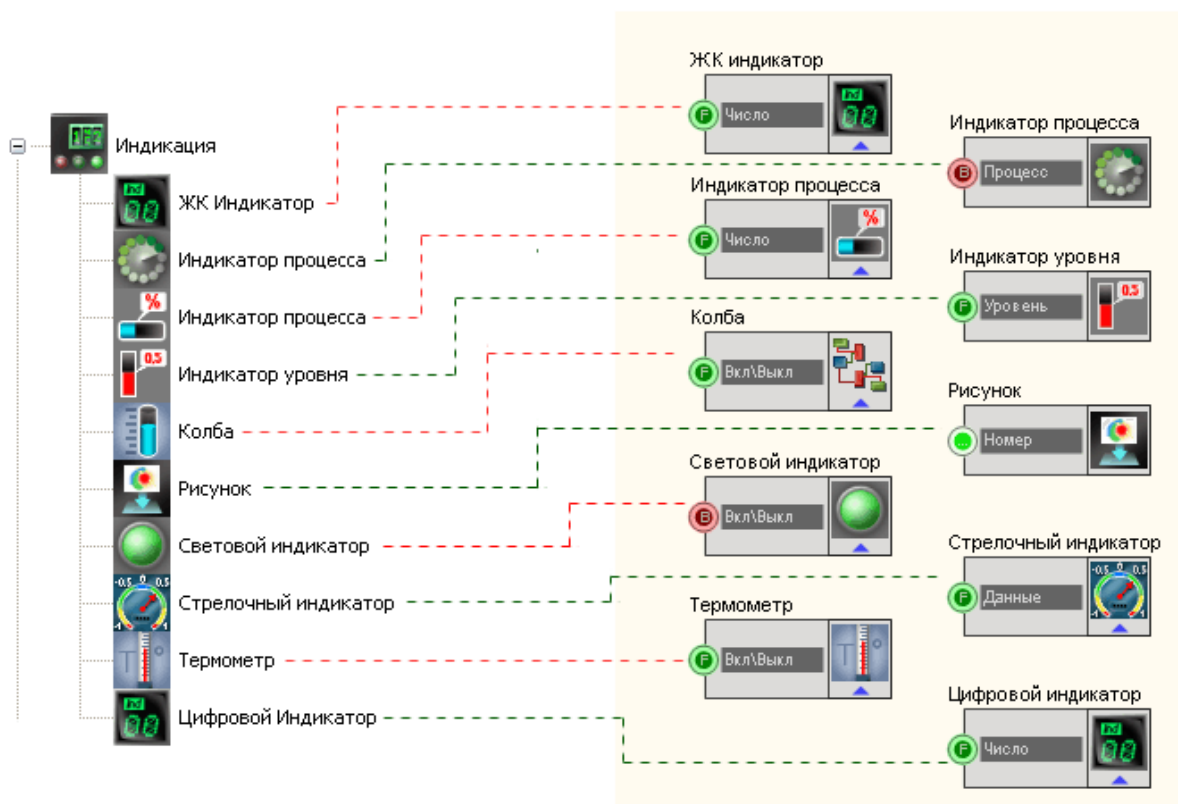 Индикация
ЖК Индикатор
Индикатор процесса
Индикатор процесса
Индикатор уровня
Колба
Рисунок
Световой индикатор
Стрелочный индикатор
Термометр
Цифровой Индикатор
ЖК индикатор
F Число
Индикатор процесса
F Число
Колба
F Вкл\Выкл
Световой индикатор
B Вкл\Выкл
Термометр
F Вкл\Выкл
Индикатор процесса
B Процесс
Индикатор уровня
F Уровень
0.5
Рисунок
... Номер
Стрелочный индикатор
F Данные
Цифровой индикатор
F Число